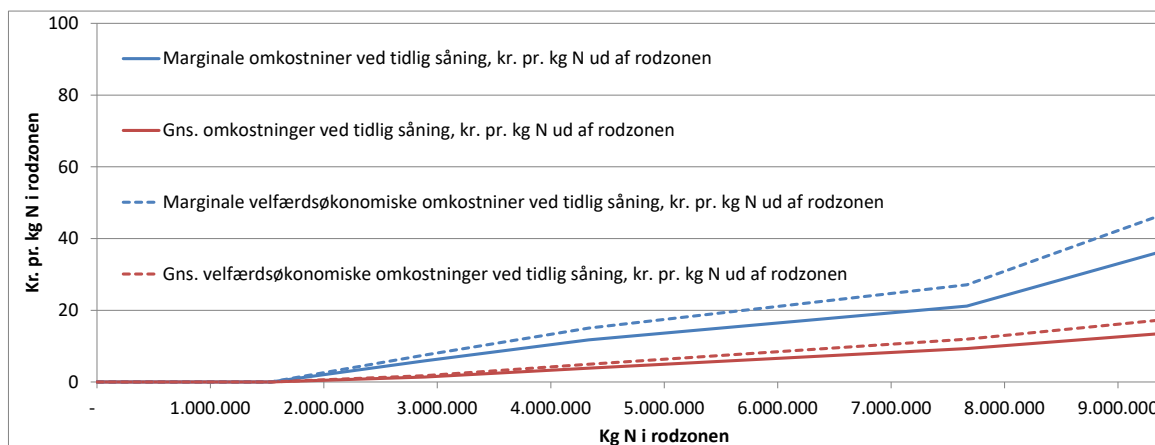 100
80
60
40
20
0
Kr. pr. kg N i rodzonen
Marginale omkostniner ved tidlig såning, kr. pr. kg N ud af rodzonen
Gns. omkostninger ved tidlig såning, kr. pr. kg N ud af rodzonen
Marginale velfærdsøkonomiske omkostniner ved tidlig såning, kr. pr. kg N ud af rodzonen
Gns. velfærdsøkonomiske omkostninger ved tidlig såning, kr. pr. kg N ud af rodzonen
- 1.000.000 2.000.000 3.000.000 4.000.000 5.000.000 6.000.000 7.000.000 8.000.000 9.000.000
Kg N i rodzonen